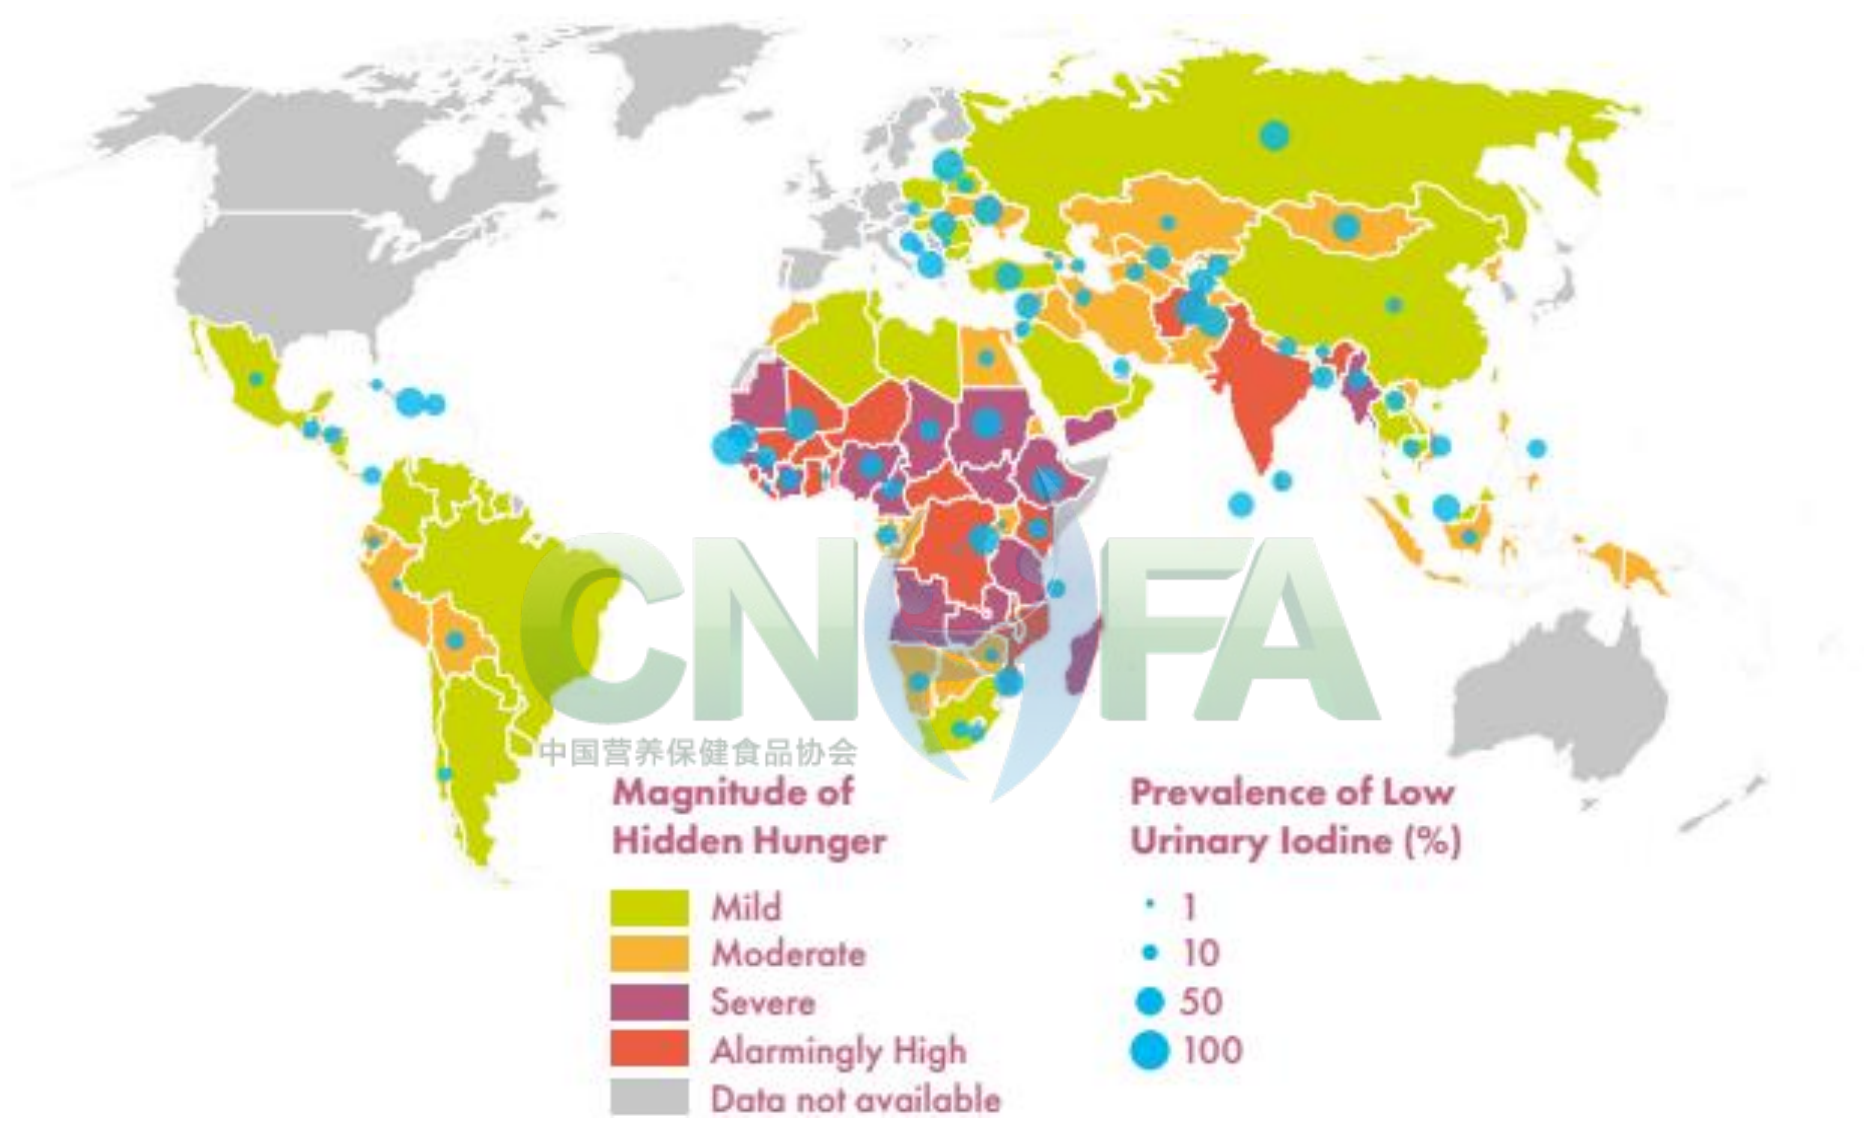 CNOFA
中国营养保健食品协会
Magnitude of
Hidden Hunger
Mild
Moderate
Severe
Alarmingly High
Data not available
Prevalence of Low
Urinary Iodine (%)
1
10
50
100